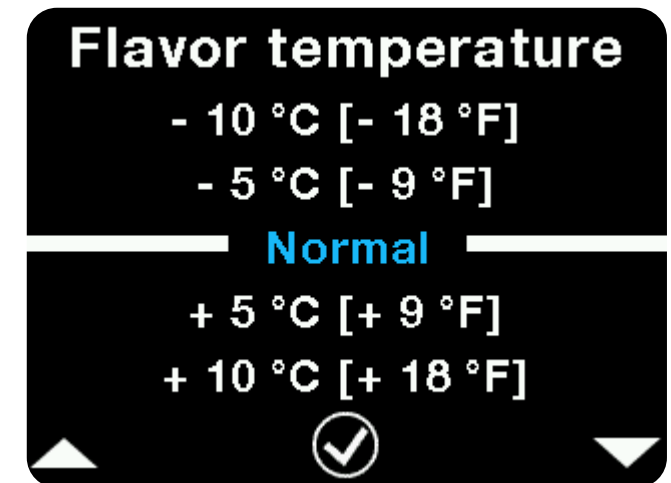 Flavor temperature
- 10 °C [- 18 °F]
- 5 °C [- 9 °F]
Normal
+ 5 °C [+ 9 °F]
+ 10 °C [+ 18 °F]